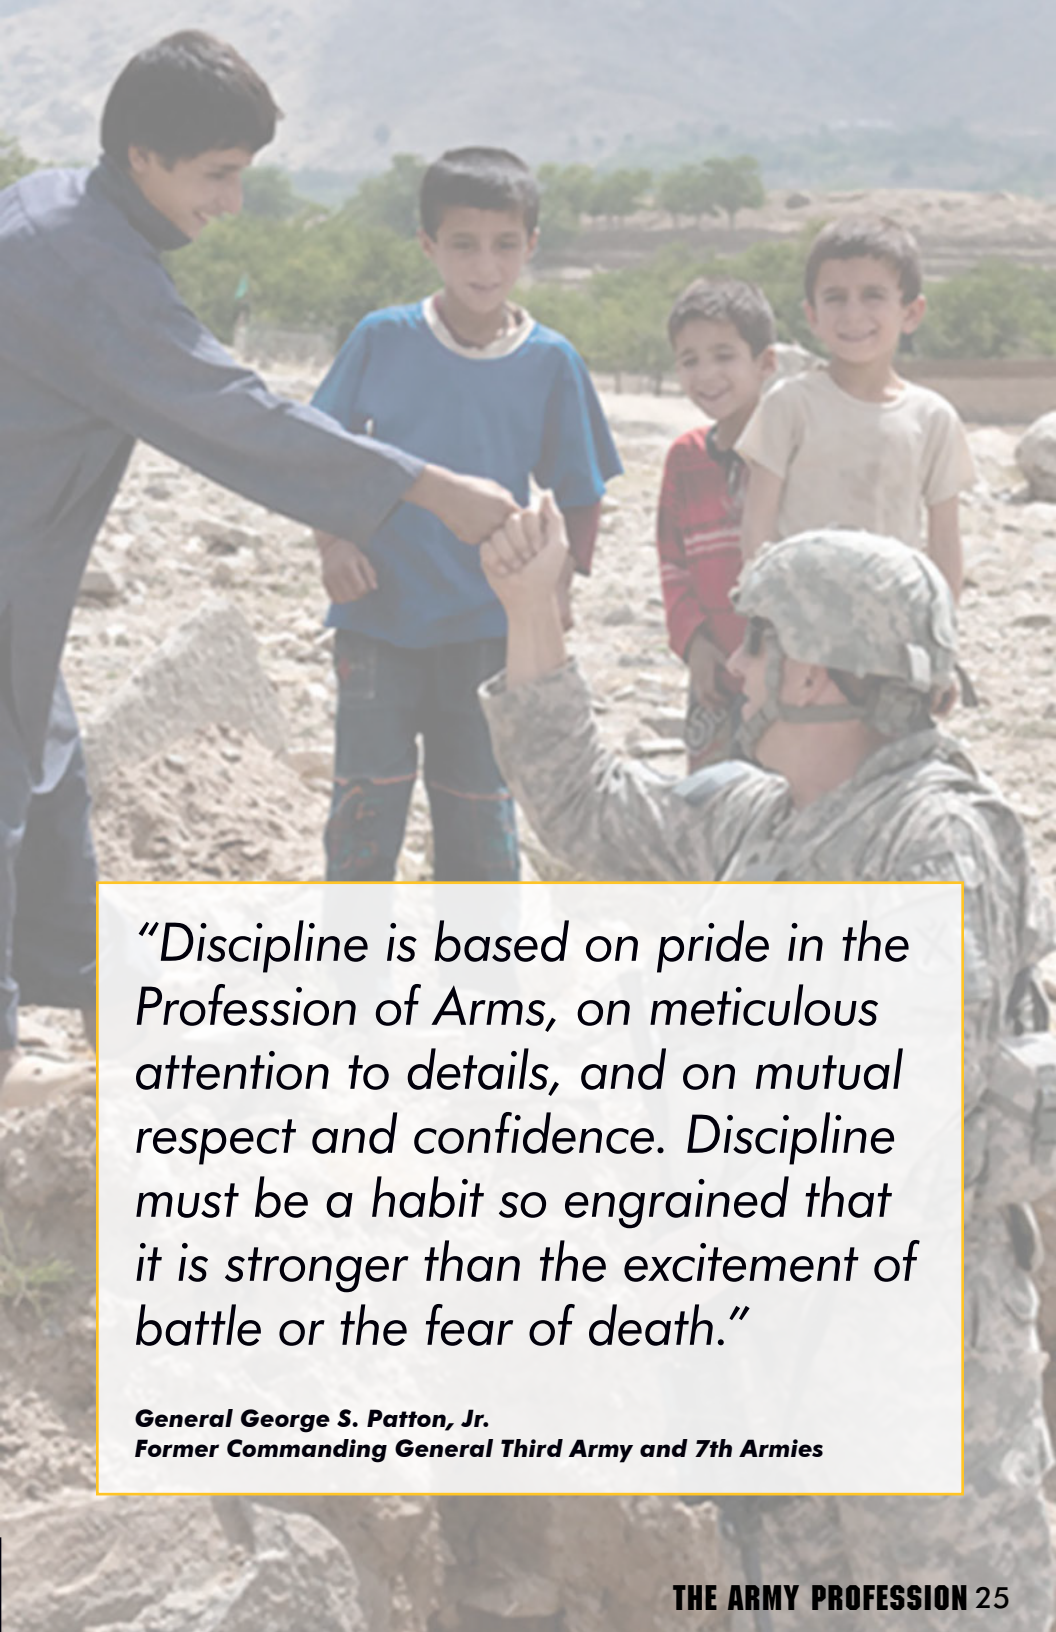 “Discipline is based on pride in the
Profession of Arms, on meticulous
attention to details, and on mutual
respect and confidence. Discipline
must be a habit so engrained that
it is stronger than the excitement of
battle or the fear of death.”
General George S. Patton, Jr.
Former Commanding General Third Army and 7th Armies
THE ARMY PROFESSION 25